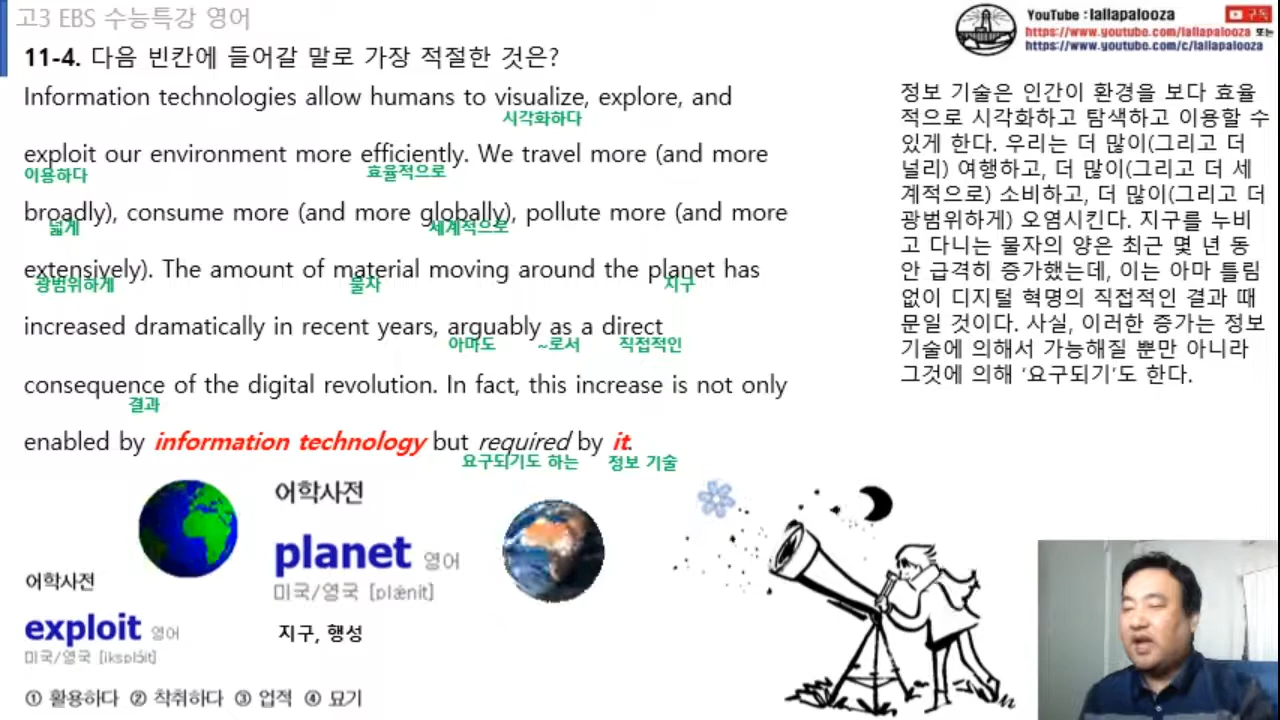 고3 EBS 수능특강 영어
YouTube : lallapalooza
구독
https://www.youtube.com/lallapalooza 또는
https://www.youtube.com/c/lallapalooza
11-4. 다음 빈칸에 들어갈 말로 가장 적절한 것은?
Information technologies allow humans to visualize, explore, and
시각화하다
exploit our environment more efficiently. We travel more (and more
이용하다 효율적으로
broadly), consume more (and more globally), pollute more (and more
넓게 세계적으로
extensively). The amount of material moving around the planet has
광범위하게 물자 지구
increased dramatically in recent years, arguably as a direct
아마도 ~로서 직접적인
consequence of the digital revolution. In fact, this increase is not only
결과
enabled by information technology but required by it.
요구되기도 하는 정보 기술
정보 기술은 인간이 환경을 보다 효율
적으로 시각화하고 탐색하고 이용할 수
있게 한다. 우리는 더 많이(그리고 더
널리) 여행하고, 더 많이(그리고 더 세
계적으로) 소비하고, 더 많이(그리고 더
광범위하게) 오염시킨다. 지구를 누비
고 다니는 물자의 양은 최근 몇 년 동
안 급격히 증가했는데, 이는 아마 틀림
없이 디지털 혁명의 직접적인 결과 때
문일 것이다. 사실, 이러한 증가는 정보
기술에 의해서 가능해질 뿐만 아니라
그것에 의해 ‘요구되기’도 한다.
어학사전
planet 영어
미국/영국 [plǽnit]
지구, 행성
어학사전
exploit 영어
미국/영국 [iksplɔ́it]
① 활용하다 ② 착취하다 ③ 업적 ④ 묘기